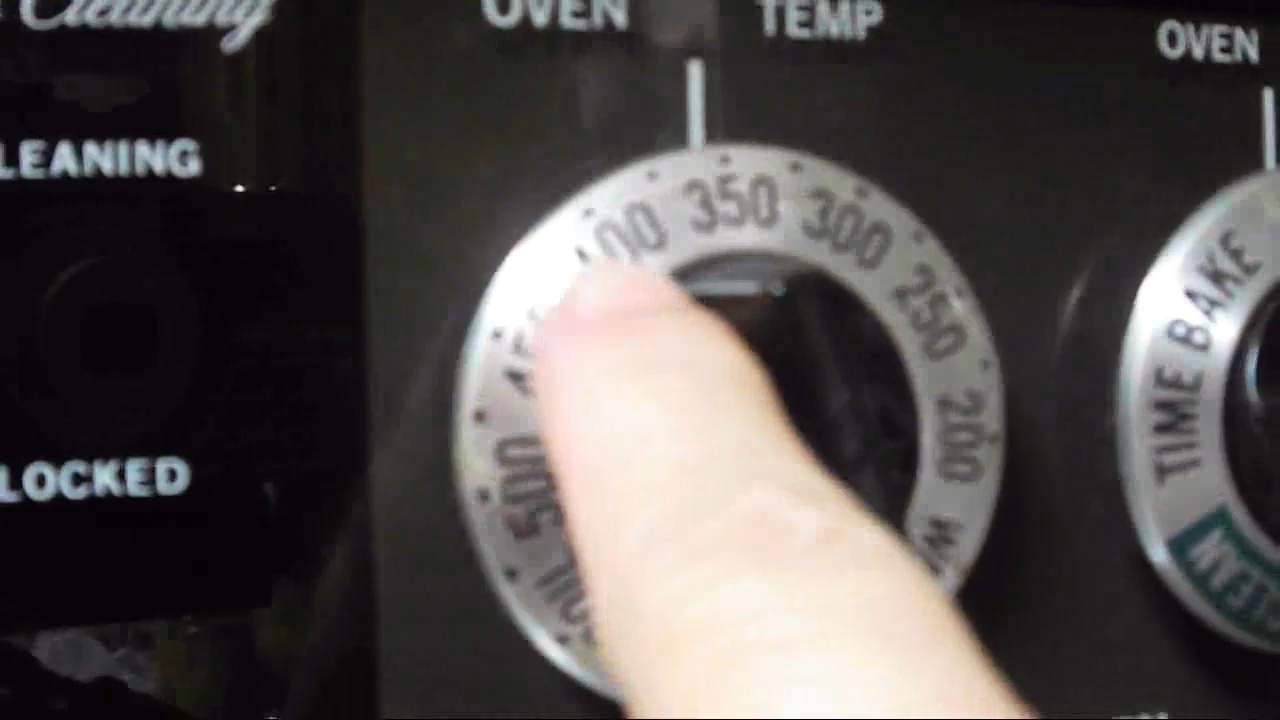 Cleaning
LEANING
LOCKED
OVEN TEMP
350
300
250
200
500
OVEN
TIME BAKE